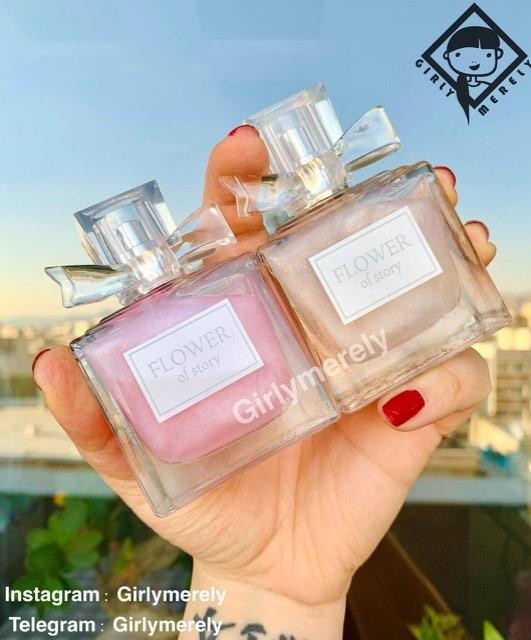 GIRLY MERELY
FLOWER
of story
FLOWER
of story
Girlymerely
Instagram : Girlymerely
Telegram : Girlymerely